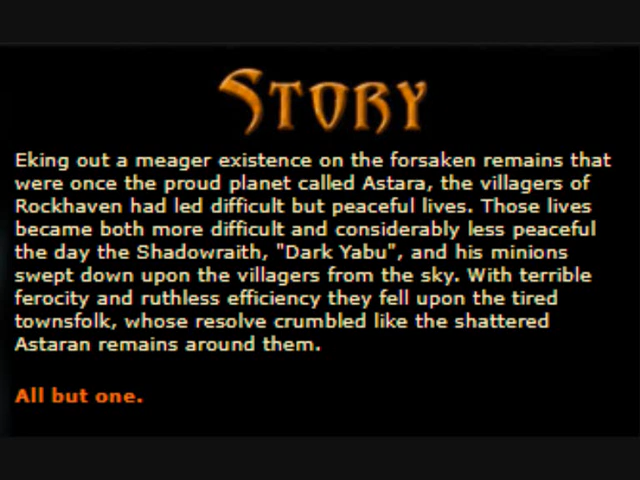 STORY
Eking out a meager existence on the forsaken remains that
were once the proud planet called Astara, the villagers of
Rockhaven had led difficult but peaceful lives. Those lives
became both more difficult and considerably less peaceful
the day the Shadowraith, "Dark Yabu", and his minions
swept down upon the villagers from the sky. With terrible
ferocity and ruthless efficiency they fell upon the tired
townsfolk, whose resolve crumbled like the shattered
Astaran remains around them.
All but one.